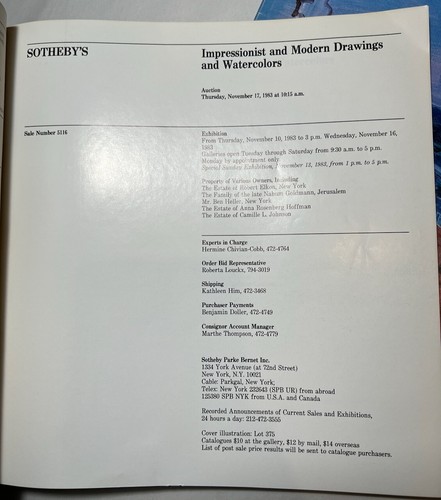 SOTHEBY'S
Impressionist and Modern Drawings
and Watercolors
Auction
Thursday, November 17, 1983 at 10:15 a.m.
Sale Number 5116
Exhibition
From Thursday, November 10, 1983 to 3 p.m. Wednesday, November 16,
1983
Galleries open Tuesday through Saturday from 9:30 a.m. to 5 p.m.
Monday by appointment only
Special Sunday Exhibition, November 13, 1983, from 1 p.m. to 5 p.m.
Property of Various Owners, Including
The Estate of Robert Elkon, New York
The Family of the late Nahum Goldmann, Jerusalem
Mr. Ben Heller, New York
The Estate of Anna Rosenberg Hoffman
The Estate of Camille L. Johnson
Experts in Charge
Hermine Chivian-Cobb, 472-4764
Order Bid Representative
Roberta Louckx, 794-3019
Shipping
Kathleen Him, 472-3468
Purchaser Payments
Benjamin Doller, 472-4749
Consignor Account Manager
Marthe Thompson, 472-4779
Sotheby Parke Bernet Inc.
1334 York Avenue (at 72nd Street)
New York, N.Y. 10021
Cable: Parkgal, New York;
Telex: New York 232643 (SPB UR) from abroad
125380 SPB NYK from U.S.A. and Canada
Recorded Announcements of Current Sales and Exhibitions,
24 hours a day: 212-472-3555
Cover illustration: Lot 375
Catalogues $10 at the gallery, $12 by mail, $14 overseas
List of post sale price results will be sent to catalogue purchasers.